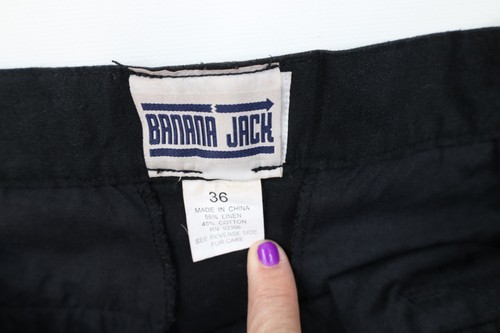 BANANA JACK
36
MADE IN CHINA
55% LINEN
45% COTTON
SEE REVERSE SIDE
FOR CARE